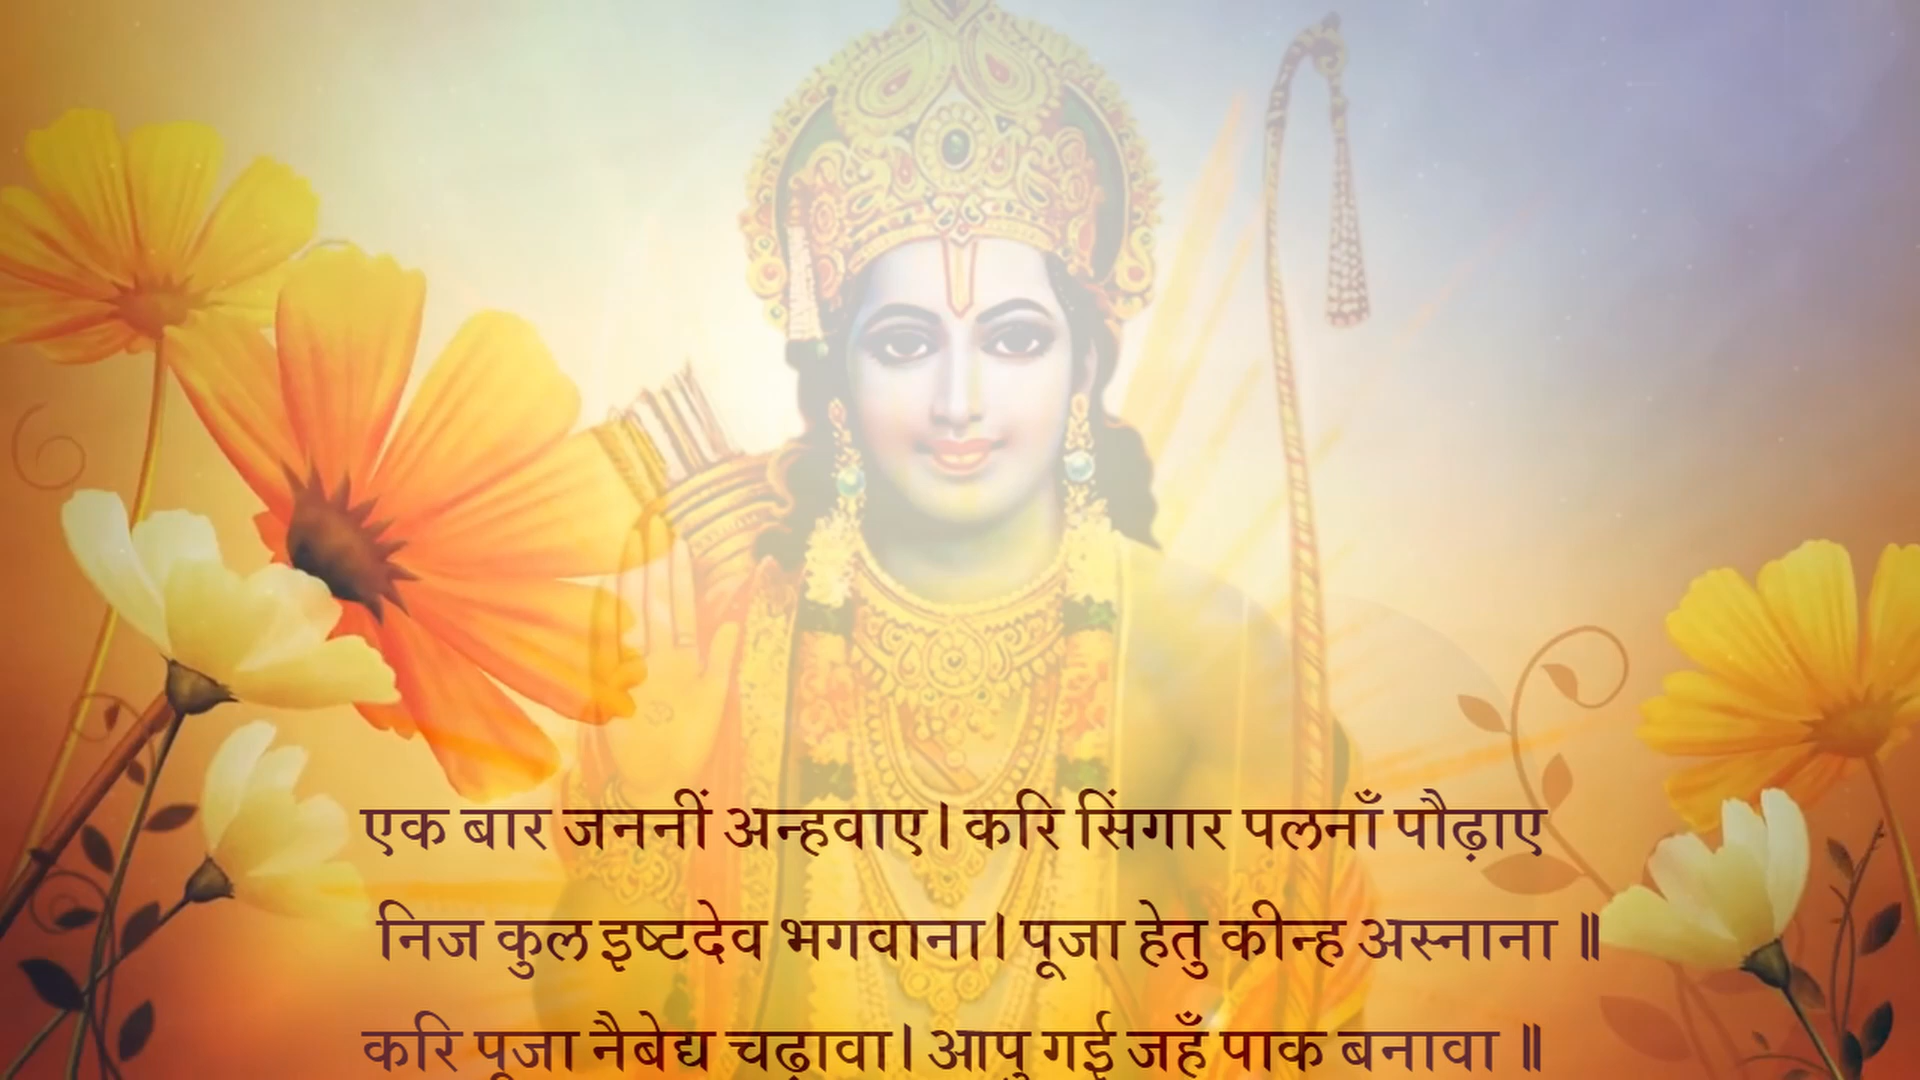 एक बार जननीं अन्हवाए। करि सिंगार पलनाँ पौढ़ाए
निज कुल इष्टदेव भगवाना। पूजा हेतु कीन्ह अस्नाना ॥
करि पूजा नैबेद्य चढ़ावा। आपु गई जहँ पाक बनावा ॥